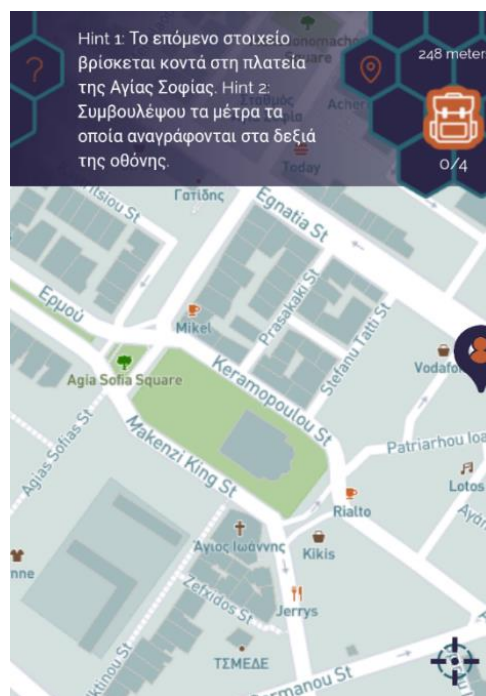 Hint 1: Το επόμενο στοιχείο
βρίσκεται κοντά στη πλατεία
της Αγίας Σοφίας. Hint 2:
Συμβουλέψου τα μέτρα τα
οποία αναγράφονται στα δεξιά
της οθόνης.
?
248 meters
0/4
Square
Today
Γατίδης
Egnatia St
Ερμού
Mikel
Prasakaki St
Stefanu Tatti St
Agia Sofia Square
Keramopoulou St
Vodafon
Makenzi King St
Agias Sofias St
Patriarhou Ioa
Lotos
Rialto
Άγιος Ιωάννης
Kikis
Zefxidos St
Jerrys
ΤΣΜΕΔΕ